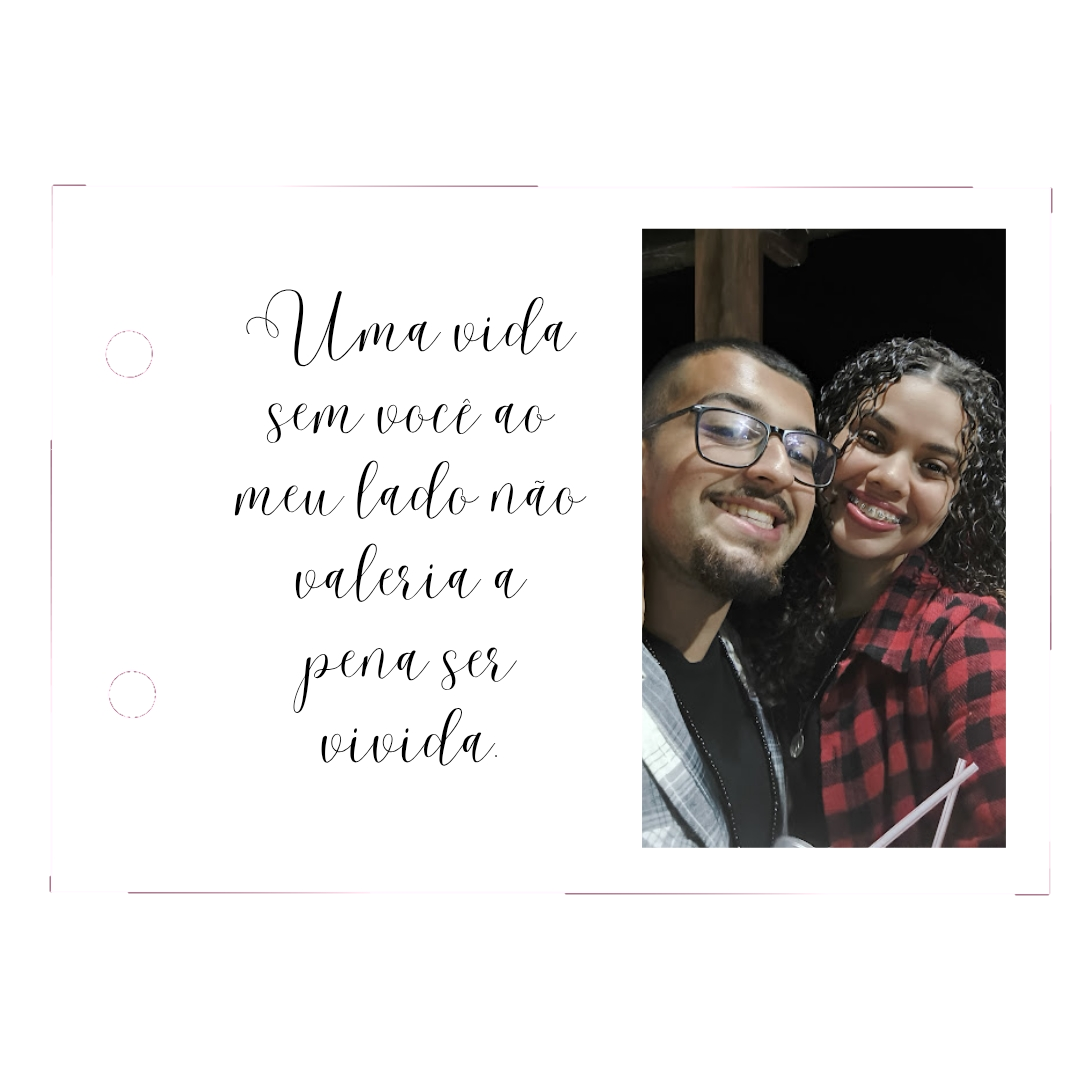 Uma vida
sem você ao
meu lado não
valeria a
pena ser
vivida.